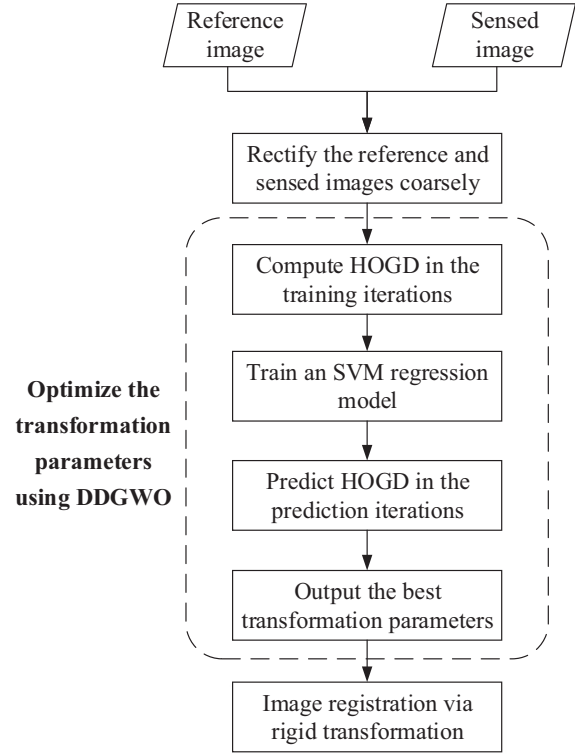 Reference
image
Sensed
image
Rectify the reference and
sensed images coarsely
Compute HOGD in the
training iterations
Train an SVM regression
model
Optimize the
transformation
parameters
using DDGWO
Predict HOGD in the
prediction iterations
Output the best
transformation parameters
Image registration via
rigid transformation